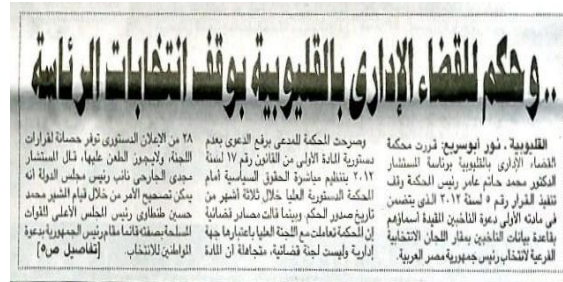 ..وحكم للقضاء الإدارى بالقليوبية بوقف انتخابات الرئاسة
القليوبية . نور أبوسريع: قررت محكمة
القضاء الإدارى بالقليوبية برئاسة المستشار
الدكتور محمد حاتم عامر رئيس الحكمة وقف
تنفيذ القرار رقم ٥ لسنة ٢٠١٢ الذى يتضمن
فى مادته الأولى دعوة الناخبين المقيدة أسماؤهم
بقاعدة بيانات الناخبين بمقار اللجان الانتخابية
الفرعية لانتخاب رئيس جمهورية مصر العربية.
وصرحت المحكمة للمدعى برفع الدعوى بعدم
دستورية المادة الأولى من القانون رقم ١٧ لسنة
٢٠١٢ بتنظيم مباشرة الحقوق السياسية أمام
المحكمة الدستورية العليا خلال ثلاثة أشهر من
تاريخ صدور الحكم. وبينما قالت مصادر قضائية
إن المحكمة تعاملت مع اللجنة العليا باعتبارها جهة
إدارية وليست لجنة قضائية، متجاهلة أن المادة
٢٨ من الإعلان الدستورى توفر حصانة لقرارات
اللجنة، ولايجوز الطعن عليها، قال المستشار
مجدى الجارحى نائب رئيس مجلس الدولة إنه
يمكن تصحيح الأمر من خلال قيام المشير محمد
حسين طنطاوى رئيس المجلس الأعلى للقوات
المسلحة بصفته قائما مقام رئيس الجمهورية بدعوة
المواطنين للانتخاب. [تفاصيل ص٥]